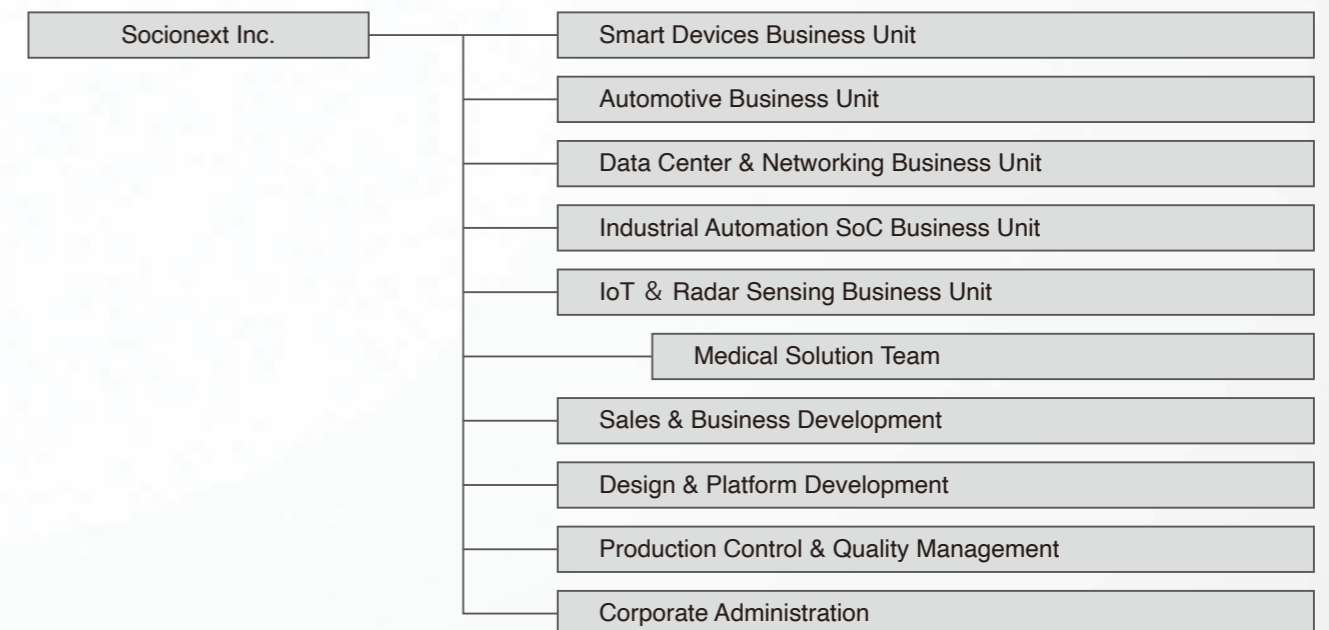 Socionext Inc.
Smart Devices Business Unit
Automotive Business Unit
Data Center & Networking Business Unit
Industrial Automation SoC Business Unit
IoT & Radar Sensing Business Unit
Medical Solution Team
Sales & Business Development
Design & Platform Development
Production Control & Quality Management
Corporate Administration